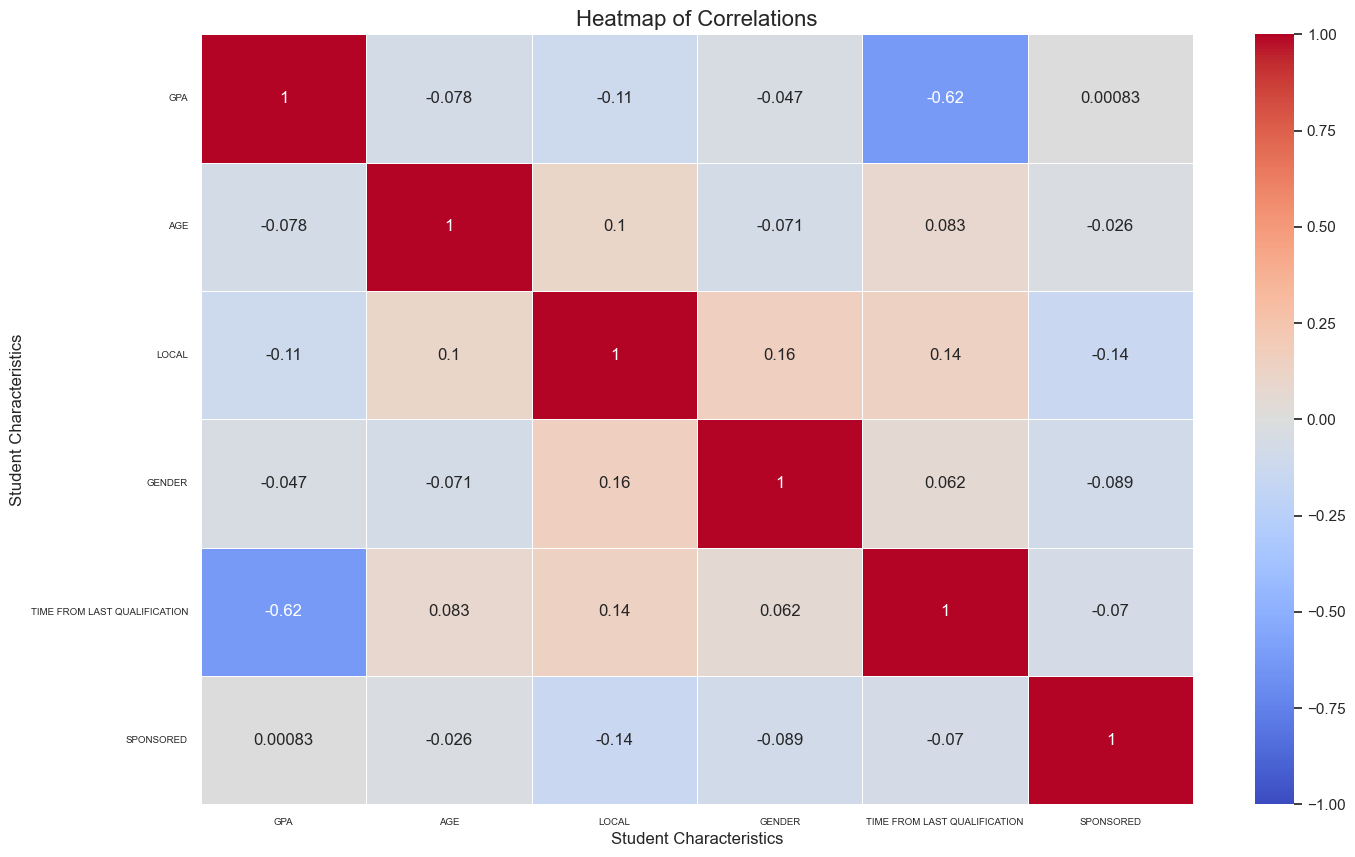 Heatmap of Correlations
GPA 1 -0.078 -0.11 -0.047 -0.62 0.00083
AGE -0.078 1 0.1 -0.071 0.083 -0.026
LOCAL -0.11 0.1 1 0.16 0.14 -0.14
GENDER -0.047 -0.071 0.16 1 0.062 -0.089
TIME FROM LAST QUALIFICATION -0.62 0.083 0.14 0.062 1 -0.07
SPONSORED 0.00083 -0.026 -0.14 -0.089 -0.07 1
GPA AGE LOCAL GENDER TIME FROM LAST QUALIFICATION SPONSORED
Student Characteristics
Student Characteristics
1.00
0.75
0.50
0.25
0.00
−0.25
−0.50
−0.75
−1.00